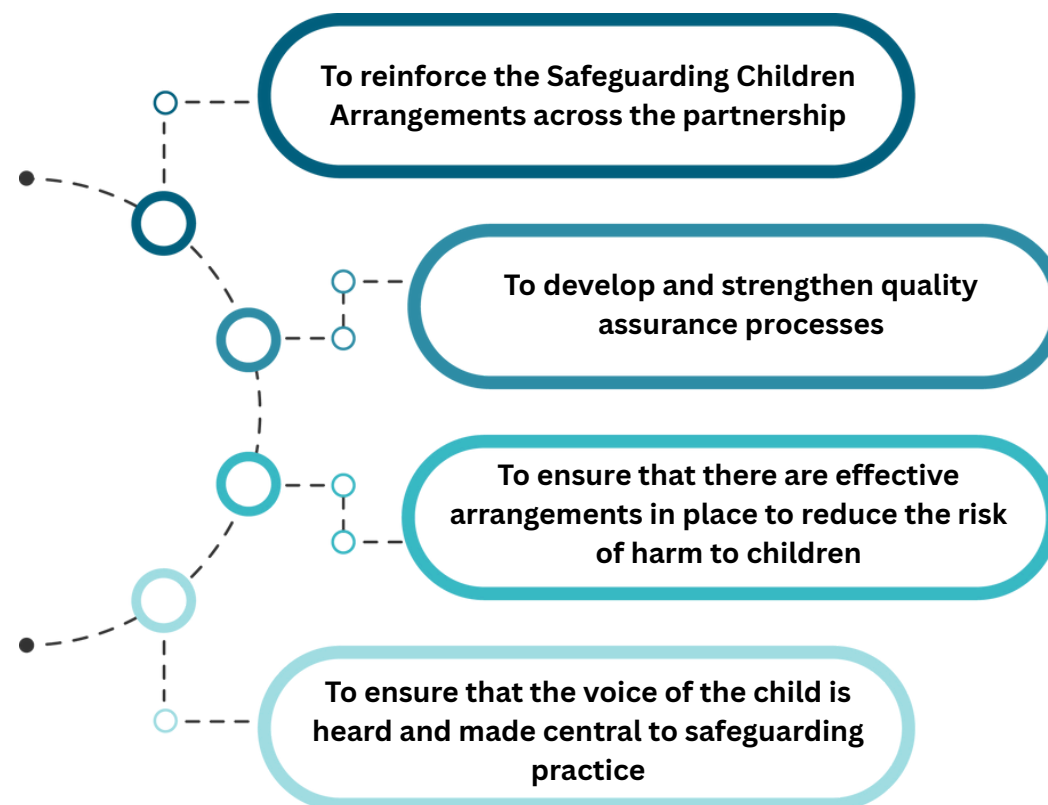 To reinforce the Safeguarding Children
Arrangements across the partnership
To develop and strengthen quality
assurance processes
To ensure that there are effective
arrangements in place to reduce the risk
of harm to children
To ensure that the voice of the child is
heard and made central to safeguarding
practice